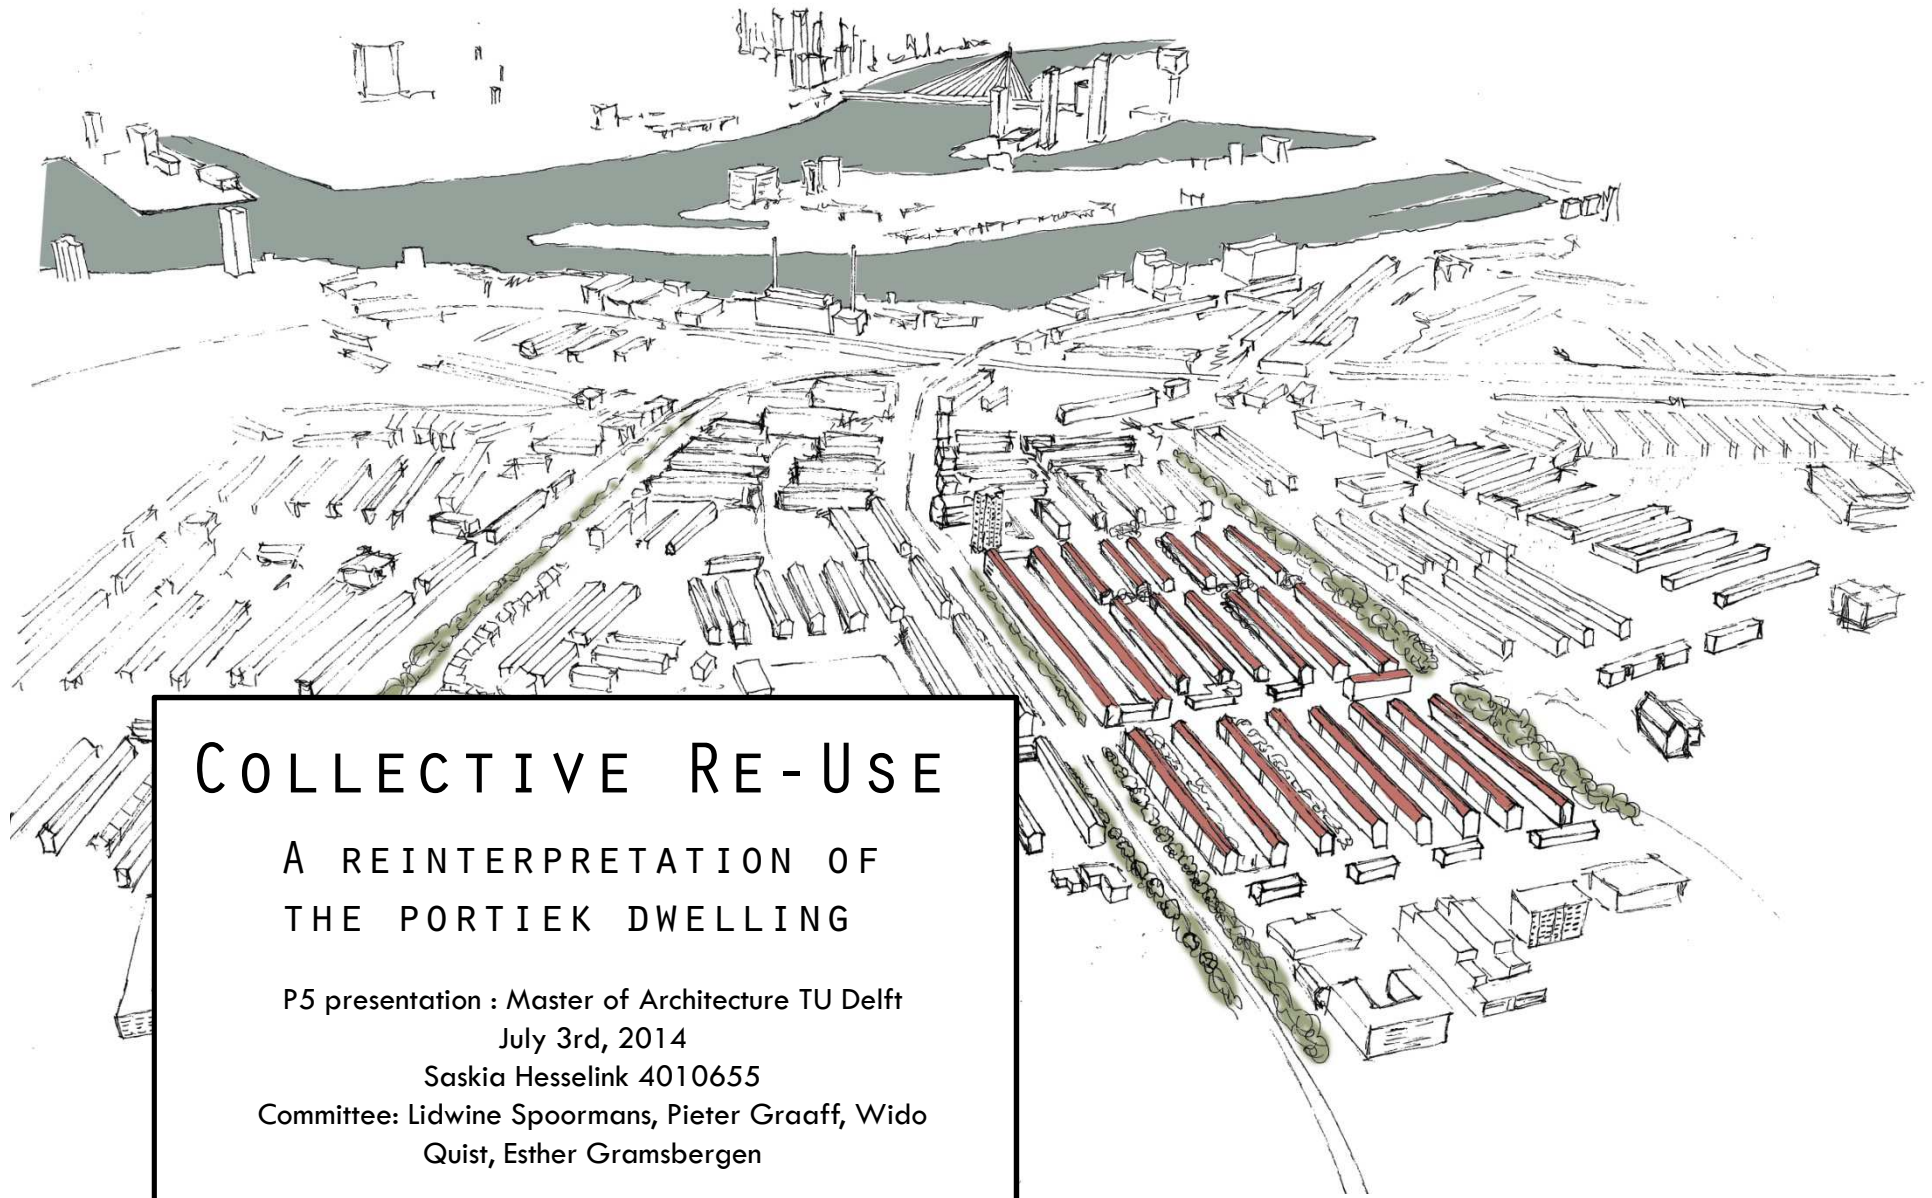 COLLECTIVE RE-USE
A REINTERPRETATION OF
THE PORTIEK DWELLING
P5 presentation : Master of Architecture TU Delft
July 3rd, 2014
Saskia Hesselink 4010655
Committee: Lidwine Spoormans, Pieter Graaff, Wido
Quist, Esther Gramsbergen